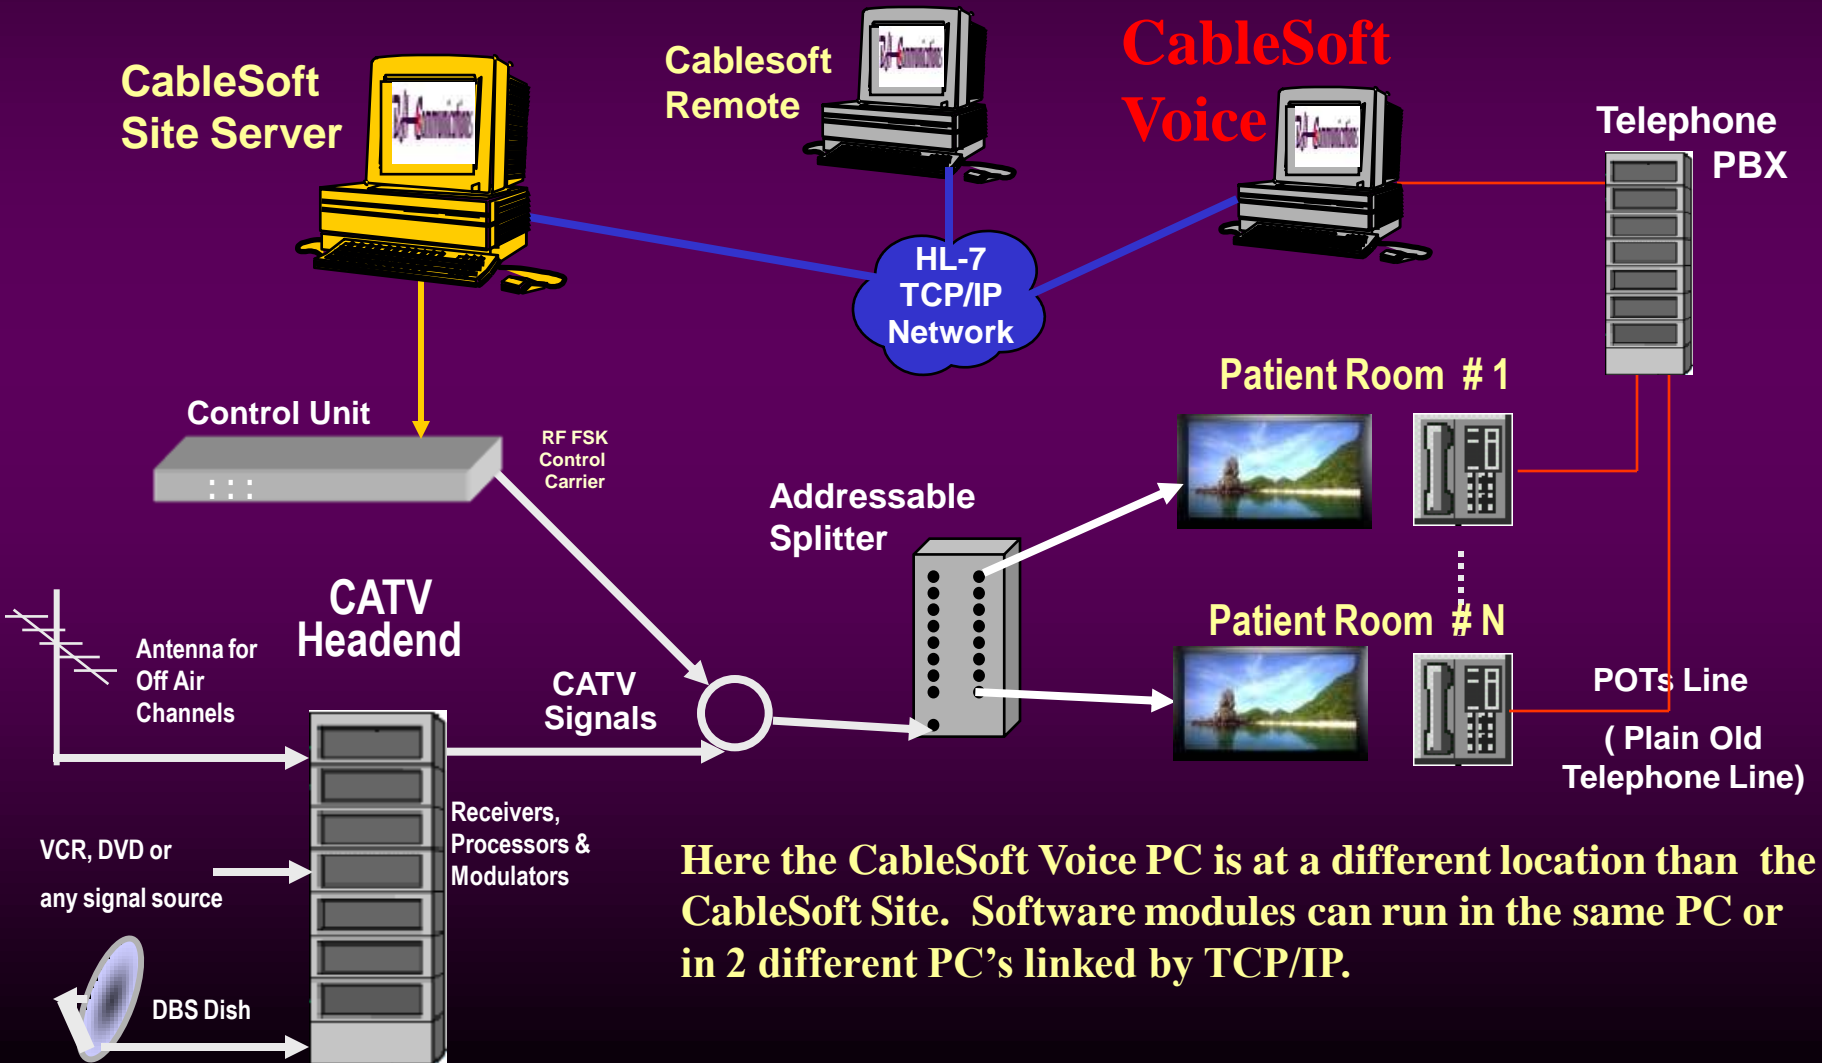 CableSoft
Site Server
Cablesoft
Remote
CableSoft
Voice
Telephone
PBX
HL-7
TCP/IP
Network
Control Unit
RF FSK
Control
Carrier
Patient Room # 1
Addressable
Splitter
CATV
Headend
Antenna for
Off Air
Channels
CATV
Signals
Patient Room # N
POTs Line
( Plain Old
Telephone Line)
Receivers,
Processors &
Modulators
VCR, DVD or
any signal source
DBS Dish
Here the CableSoft Voice PC is at a different location than the
CableSoft Site. Software modules can run in the same PC or
in 2 different PC’s linked by TCP/IP.